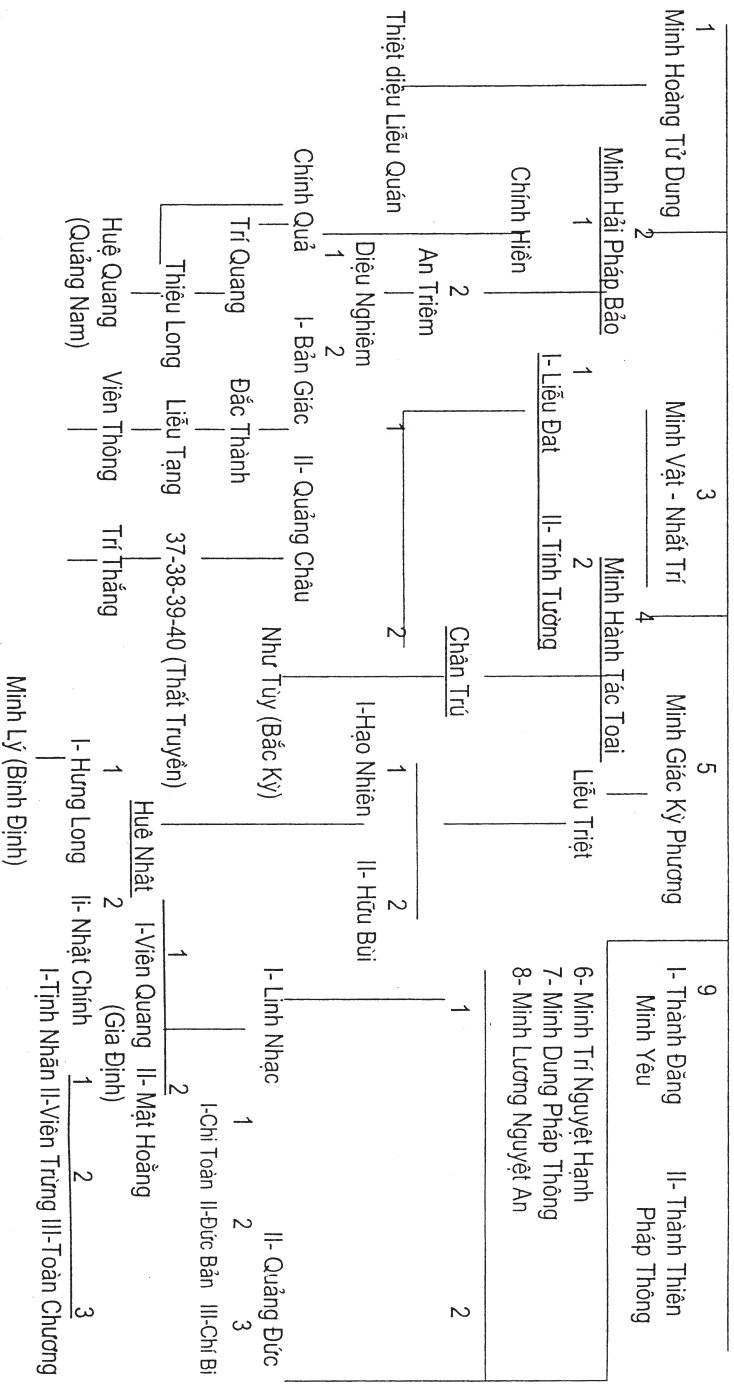 1
Minh Hoàng Tử Dung
Thiệt diệu Liễu Quán
2
Minh Hải Pháp Bảo
1
Chính Hiền
2
An Triêm
Diệu Nghiêm
1
2
Chính Quả
I- Bản Giác
II- Quảng Châu
Trí Quang
Đắc Thành
Thiệu Long
Liễu Tạng
37-38-39-40 (Thất Truyền)
Huệ Quang
(Quảng Nam)
Viên Thông
Trí Thắng
3
Minh Vật - Nhất Trí
4
Minh Hành Tác Toai
1
2
I- Liễu Đạt
II- Tính Tường
1
2
Chân Trú
Như Tùy (Bắc Kỳ)
5
Minh Giác Kỳ Phương
Liễu Triệt
1
2
I-Hạo Nhiên
II- Hữu Bùi
Huê Nhât
1
2
I- Hưng Long
Ii- Nhật Chính
Minh Lý (Bình Định)
9
I- Thành Đăng
Minh Yêu
II- Thành Thiên
Pháp Thông
6- Minh Trí Nguyệt Hạnh
7- Minh Dung Pháp Thông
8- Minh Lương Nguyệt An
1
2
I- Linh Nhạc
II- Quảng Đức
1
2
3
I-Chi Toàn II-Đức Bản III-Chí Bi
1
2
I-Viên Quang II- Mật Hoằng
(Gia Định)
1
2
3
I-Tịnh Nhãn II-Viên Trừng III-Toàn Chương